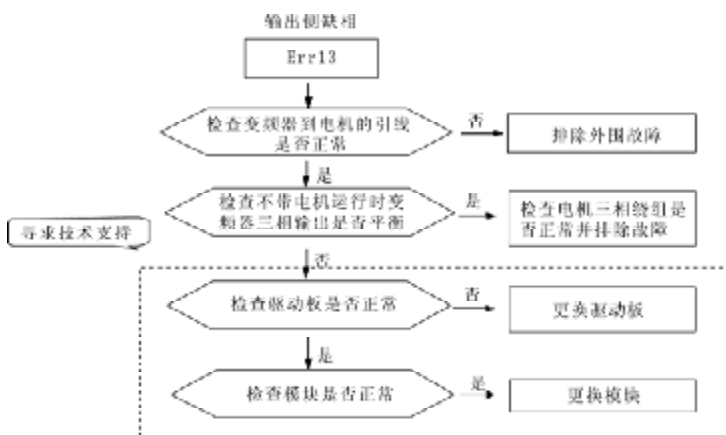 输出侧缺相
Err13
检查变频器到电机的引线
是否正常
否
排除外围故障
是
检查不带电机运行时变
频器三相输出是否平衡
是
检查电机三相绕组是
否正常并排除故障
寻求技术支持
否
检查驱动板是否正常
否
更换驱动板
是
检查模块是否正常
是
更换模块